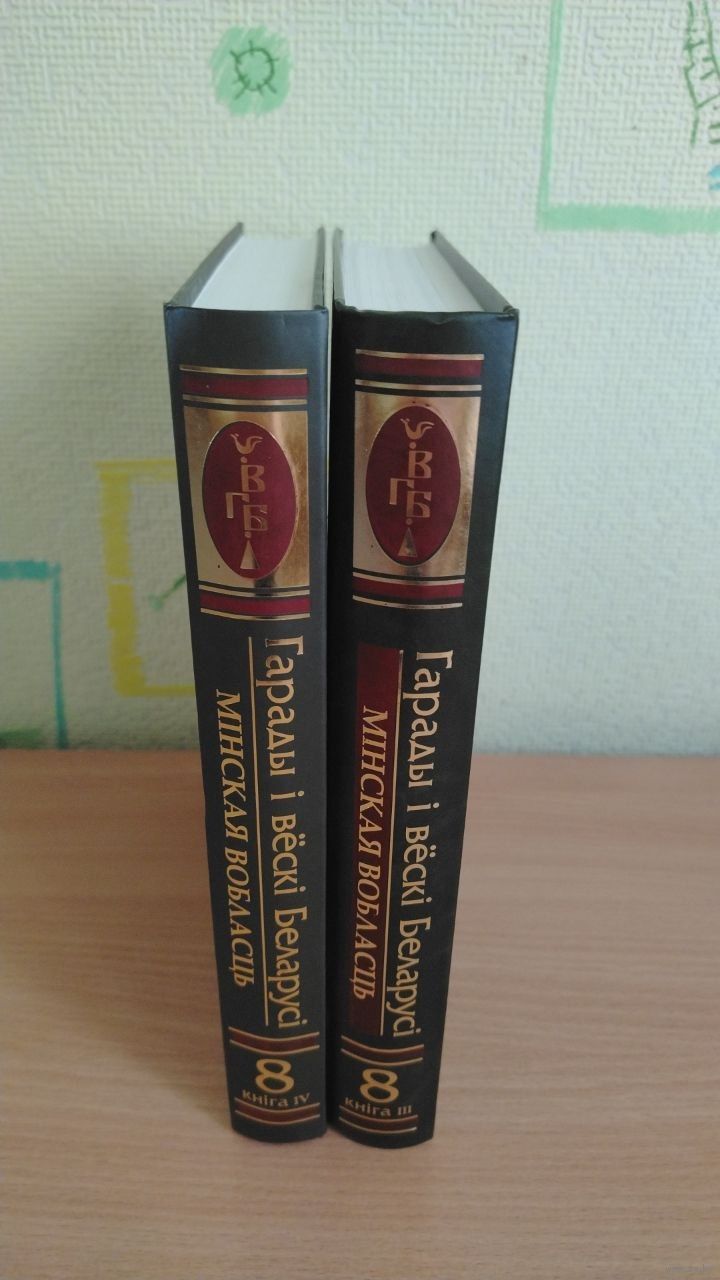 В
Г.Б.
Гарады і вёскі Беларусі
МІНСКАЯ ВОБЛАСЦЬ
8
кніга IV
В
Г.Б.
Гарады і вёскі Беларусі
МІНСКАЯ ВОБЛАСЦЬ
8
кніга III